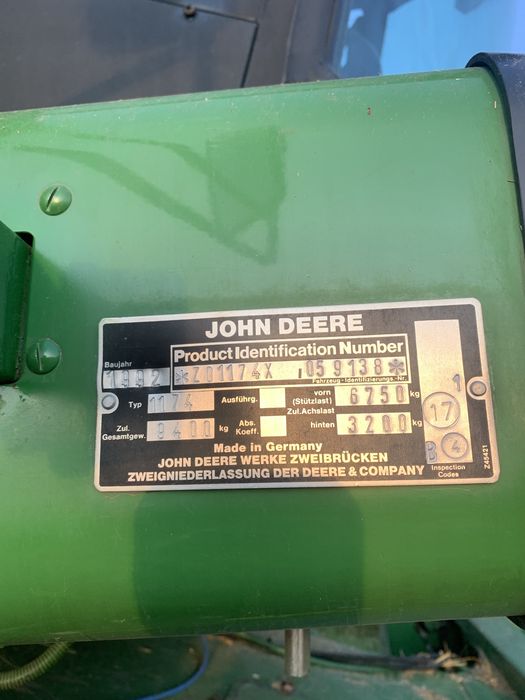 JOHN DEERE
Product Identification Number
Baujahr
1992 *Z01174X 059138*
Fahrzeug-Identifizierungs-Nr.
Typ 1174 Ausführg. vorn (Stützlast) 6750 kg
Zul. Achslast
Zul. Gesamtgew. 9400 kg Abs. Koeff. hinten 3200 kg
1
17
B 4
Inspection Codes
Z45421
Made in Germany
JOHN DEERE WERKE ZWEIBRÜCKEN
ZWEIGNIEDERLASSUNG DER DEERE & COMPANY